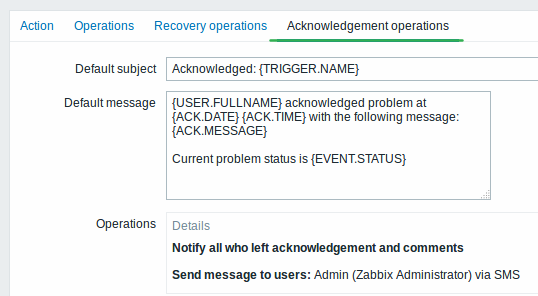 Action Operations Recovery operations Acknowledgement operations
Default subject Acknowledged: {TRIGGER.NAME}
Default message {USER.FULLNAME} acknowledged problem at
{ACK.DATE} {ACK.TIME} with the following message:
{ACK.MESSAGE}
Current problem status is {EVENT.STATUS}
Operations Details
Notify all who left acknowledgement and comments
Send message to users: Admin (Zabbix Administrator) via SMS